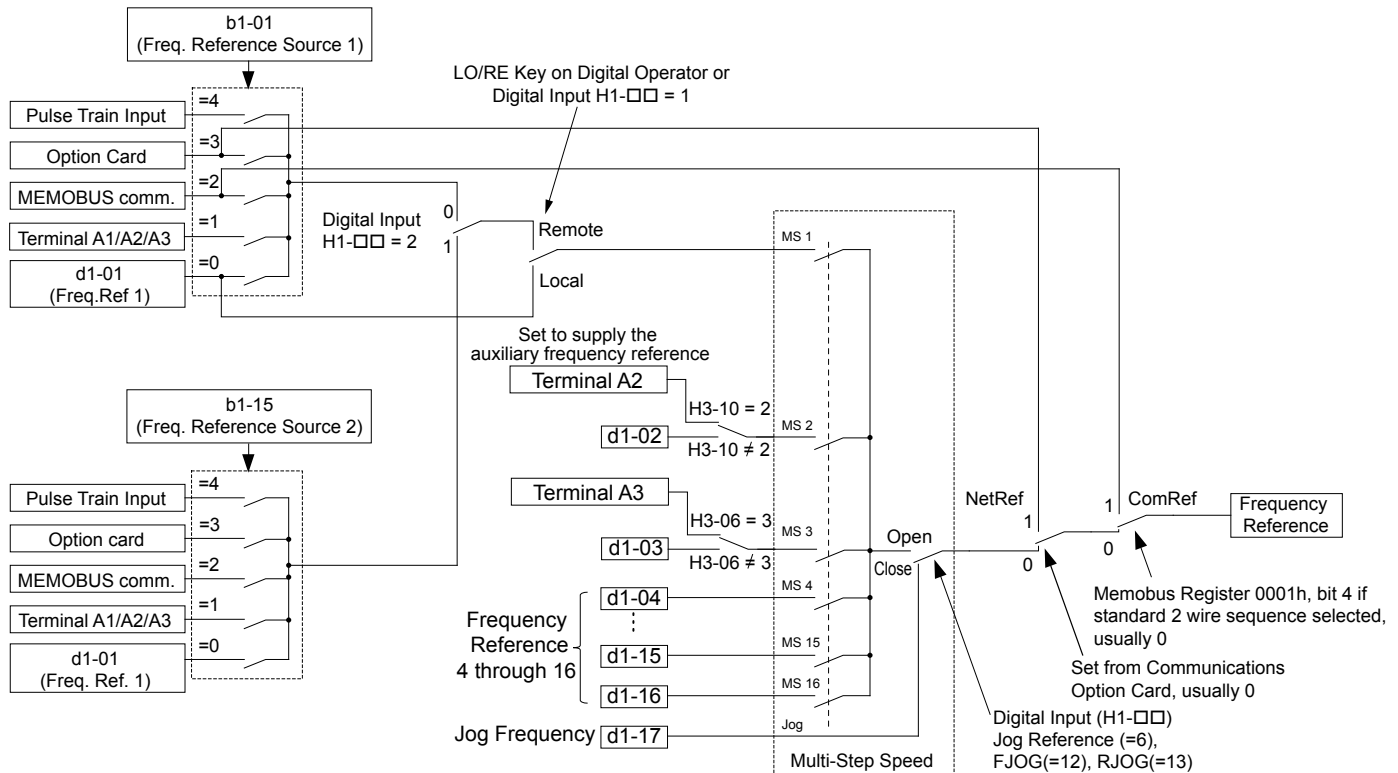 b1-01
(Freq. Reference Source 1)
=4
Pulse Train Input
=3
Option Card
=2
MEMOBUS comm.
=1
Terminal A1/A2/A3
=0
d1-01
(Freq.Ref 1)
LO/RE Key on Digital Operator or
Digital Input H1-□□ = 1
Digital Input
H1-□□ = 2
0
1
Remote
Local
b1-15
(Freq. Reference Source 2)
=4
Pulse Train Input
=3
Option card
=2
MEMOBUS comm.
=1
Terminal A1/A2/A3
=0
d1-01
(Freq. Ref. 1)
Set to supply the
auxiliary frequency reference
Terminal A2
H3-10 = 2
d1-02
H3-10 ≠ 2
Terminal A3
H3-06 = 3
d1-03
H3-06 ≠ 3
Frequency
Reference
4 through 16
d1-04
d1-15
d1-16
Jog Frequency
d1-17
MS 1
MS 2
MS 3
MS 4
MS 15
MS 16
Jog
Multi-Step Speed
Open
Close
NetRef
1
0
ComRef
1
0
Frequency
Reference
Memobus Register 0001h, bit 4 if
standard 2 wire sequence selected,
usually 0
Set from Communications
Option Card, usually 0
Digital Input (H1-□□)
Jog Reference (=6),
FJOG(=12), RJOG(=13)